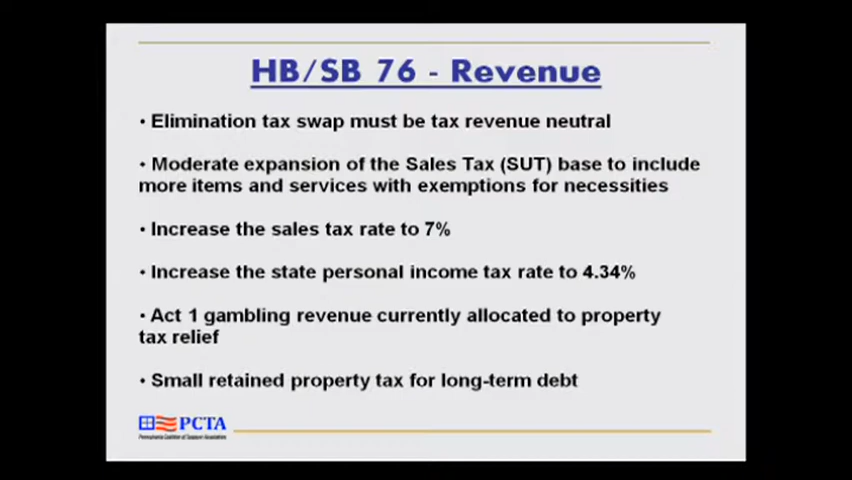 HB/SB 76 - Revenue
• Elimination tax swap must be tax revenue neutral
• Moderate expansion of the Sales Tax (SUT) base to include
more items and services with exemptions for necessities
• Increase the sales tax rate to 7%
• Increase the state personal income tax rate to 4.34%
• Act 1 gambling revenue currently allocated to property
tax relief
• Small retained property tax for long-term debt
PCTA
Pennsylvania Coalition of Taxpayer Associations